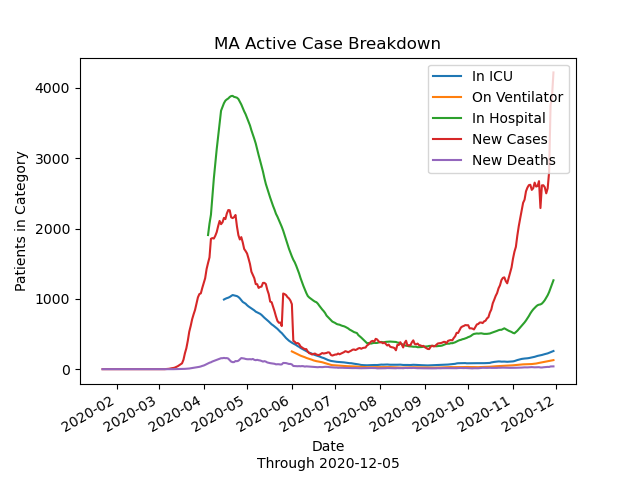 MA Active Case Breakdown
Patients in Category
4000
3000
2000
1000
0
In ICU
On Ventilator
In Hospital
New Cases
New Deaths
2020-02
2020-03
2020-04
2020-05
2020-06
2020-07
2020-08
2020-09
2020-10
2020-11
2020-12
Date
Through 2020-12-05